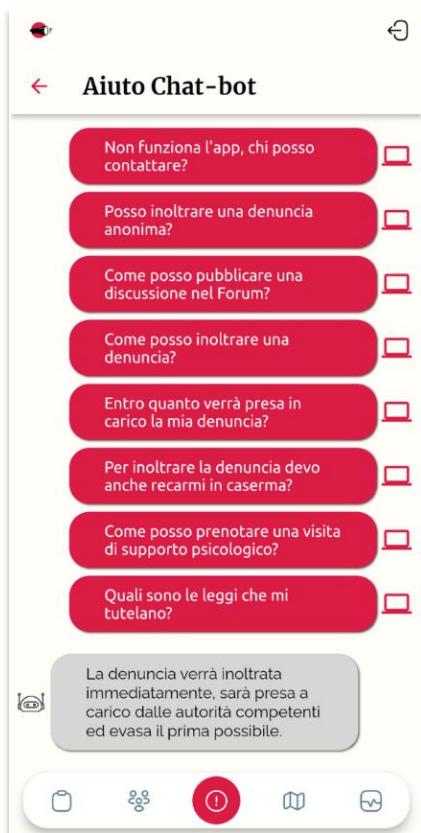 Aiuto Chat-bot
Non funziona l'app, chi posso
contattare?
Posso inoltrare una denuncia
anonima?
Come posso pubblicare una
discussione nel Forum?
Come posso inoltrare una
denuncia?
Entro quanto verrà presa in
carico la mia denuncia?
Per inoltrare la denuncia devo
anche recarmi in caserma?
Come posso prenotare una visita
di supporto psicologico?
Quali sono le leggi che mi
tutelano?
La denuncia verrà inoltrata
immediatamente, sarà presa a
carico dalle autorità competenti
ed evasa il prima possibile.